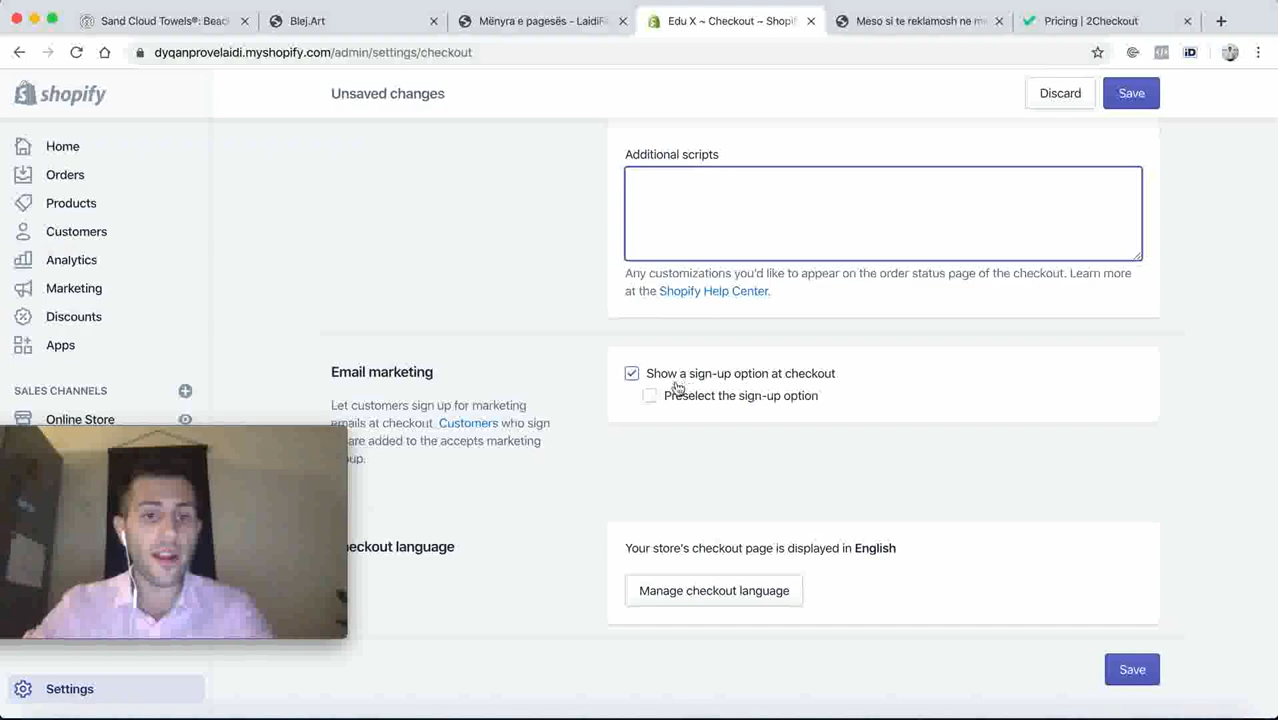 Sand Cloud Towels®: Beac
Blej.Art
Mënyra e pagesës - LaidiFi
Edu X ~ Checkout ~ Shopi
Meso si te reklamosh ne m
Pricing | 2Checkout
dyqanprovelaidi.myshopify.com/admin/settings/checkout
shopify
Unsaved changes
Discard
Save
Home
Orders
Products
Customers
Analytics
Marketing
Discounts
Apps
SALES CHANNELS
Online Store
Settings
Additional scripts
Any customizations you'd like to appear on the order status page of the checkout. Learn more
at the Shopify Help Center.
Email marketing
Let customers sign up for marketing
emails at checkout. Customers who sign
are added to the accepts marketing
Show a sign-up option at checkout
Preselect the sign-up option
heckout language
Your store's checkout page is displayed in English
Manage checkout language
Save